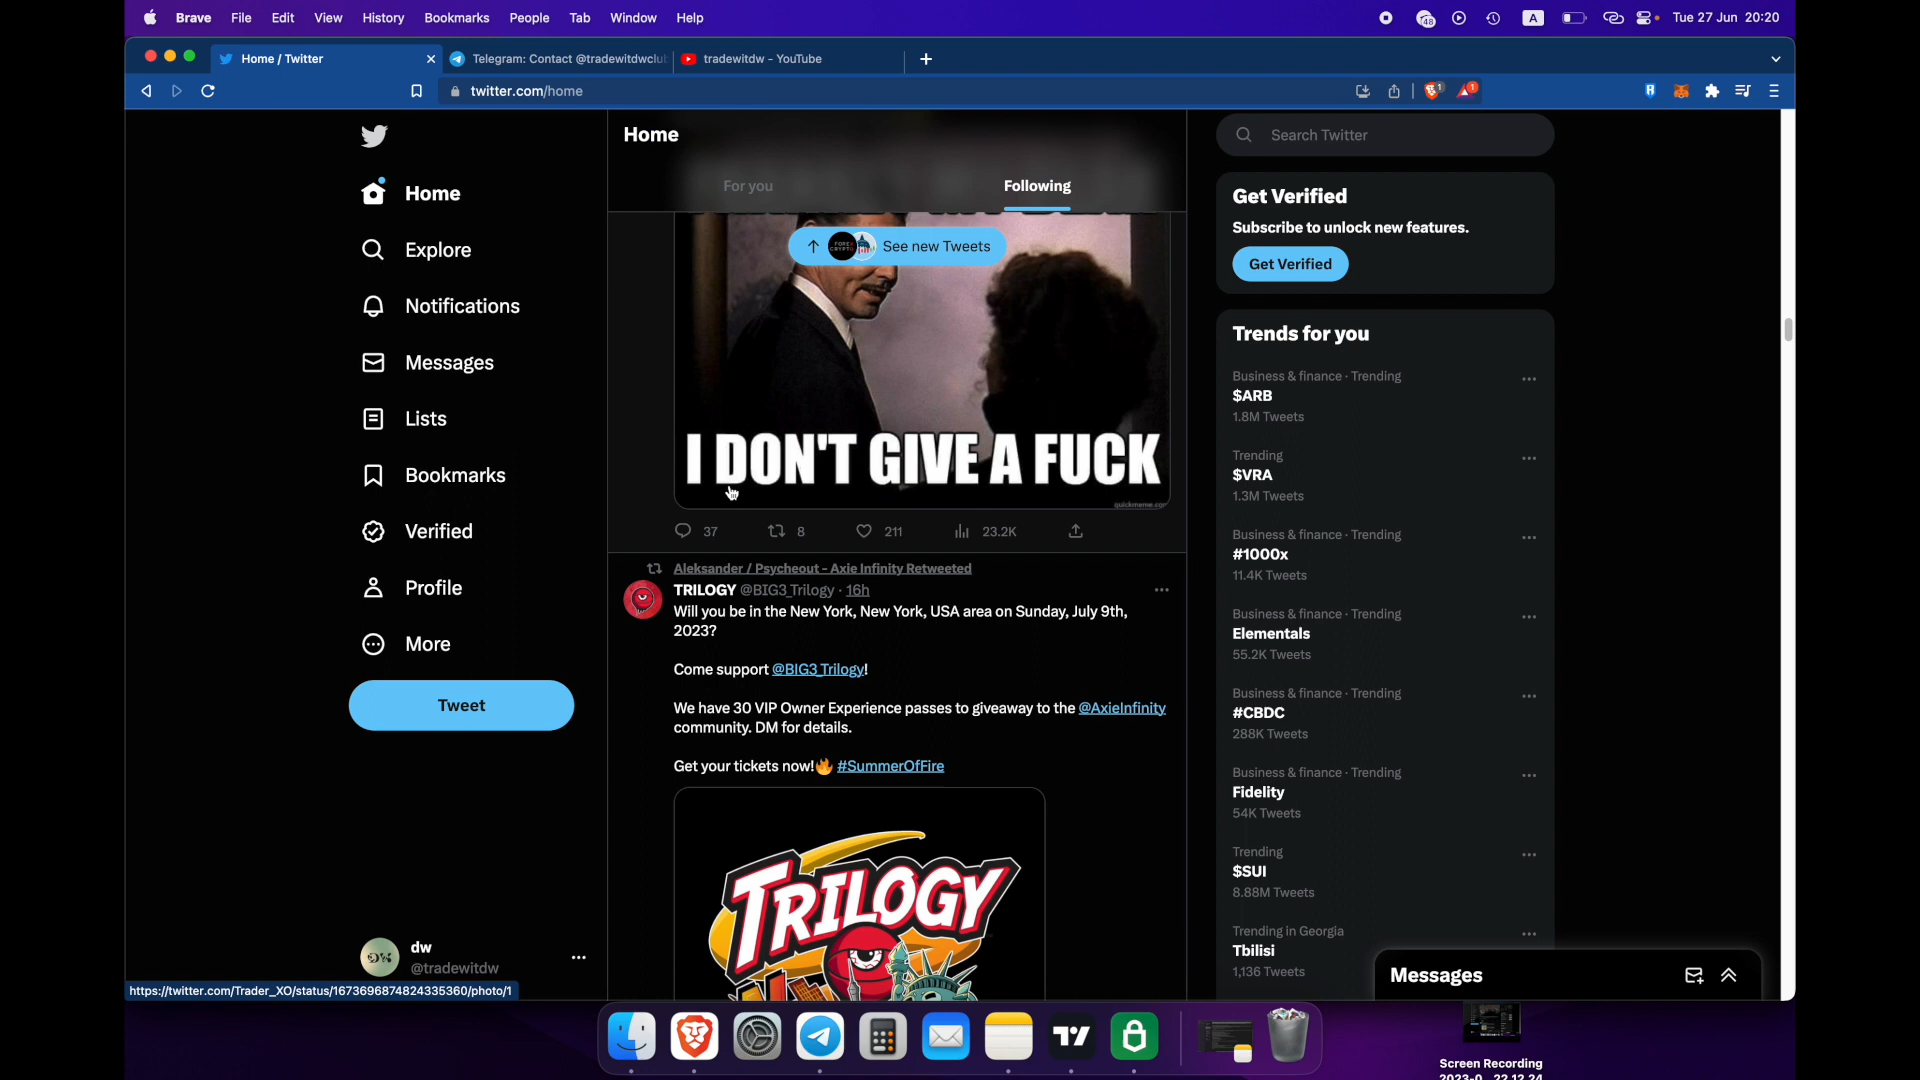 Brave File Edit View History Bookmarks People Tab Window Help
48
A
Tue 27 Jun 20:20
Home / Twitter
Telegram: Contact @tradewitdwclu
tradewitdw - YouTube
twitter.com/home
1
1
Home
Explore
Notifications
Messages
Lists
Bookmarks
Verified
Profile
More
Tweet
dw
@tradewitdw
https://twitter.com/Trader_XO/status/1673696874824335360/photo/1
Home
For you
Following
See new Tweets
I DON'T GIVE A FUCK
quickmeme.com
37 8 211 23.2K
Aleksander / Psycheout - Axie Infinity Retweeted
TRILOGY @BIG3_Trilogy · 16h
Will you be in the New York, New York, USA area on Sunday, July 9th,
2023?
Come support @BIG3_Trilogy!
We have 30 VIP Owner Experience passes to giveaway to the @AxieInfinity
community. DM for details.
Get your tickets now!🔥 #SummerOfFire
TRILOGY
Search Twitter
Get Verified
Subscribe to unlock new features.
Get Verified
Trends for you
Business & finance · Trending
$ARB
1.8M Tweets
Trending
$VRA
1.3M Tweets
Business & finance · Trending
#1000x
11.4K Tweets
Business & finance · Trending
Elementals
55.2K Tweets
Business & finance · Trending
#CBDC
288K Tweets
Business & finance · Trending
Fidelity
54K Tweets
Trending
$SUI
8.88M Tweets
Trending in Georgia
Tbilisi
1,136 Tweets
Messages
Screen Recording
2023-0...22.12.24